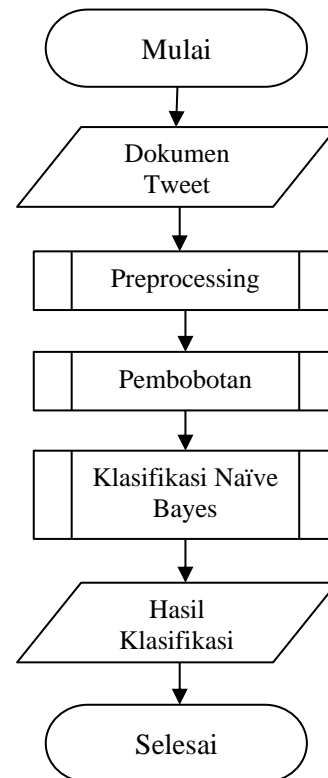 Mulai
Dokumen
Tweet
Preprocessing
Pembobotan
Klasifikasi Naïve
Bayes
Hasil
Klasifikasi
Selesai